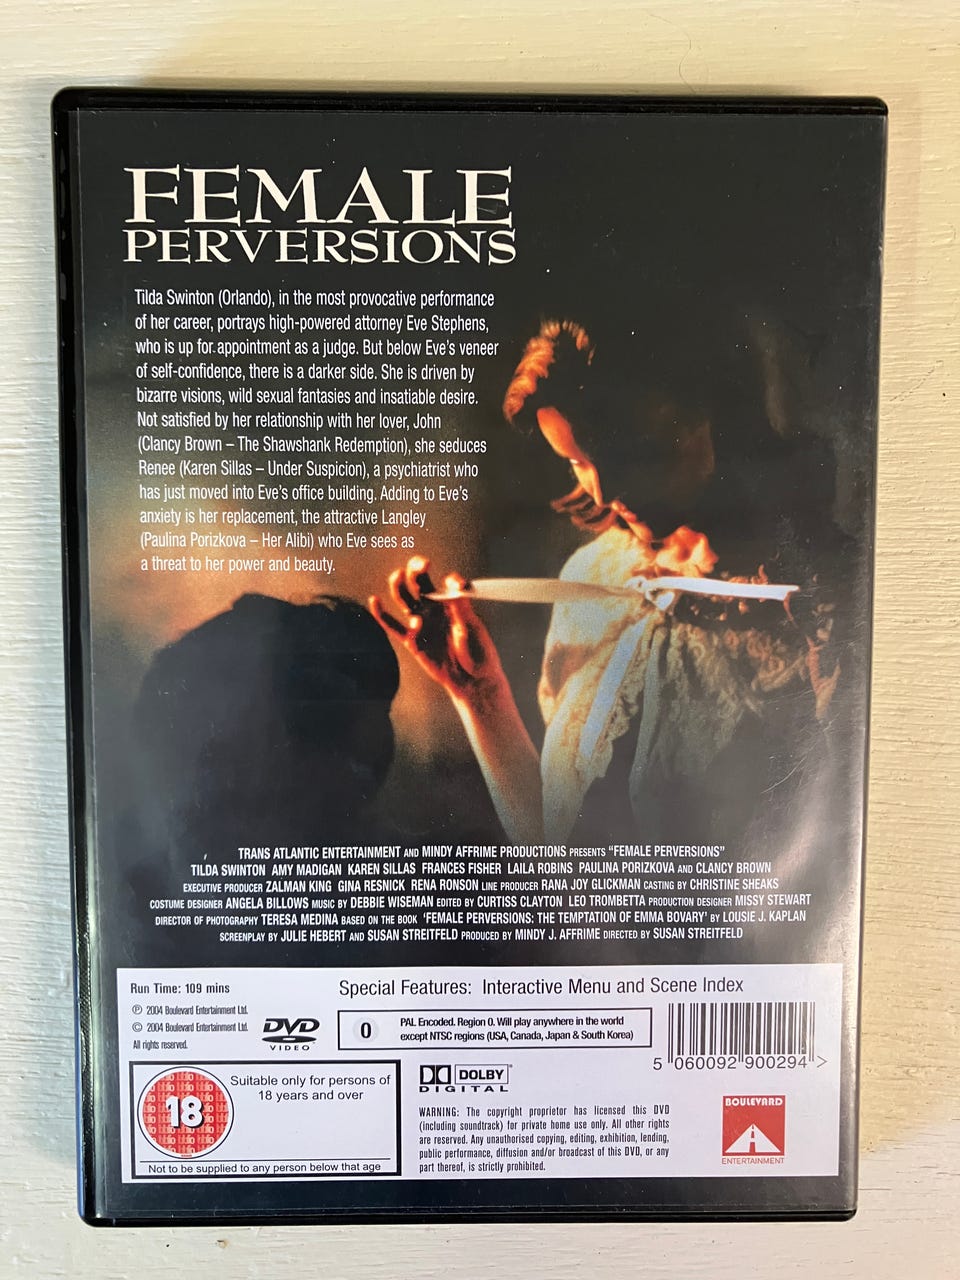 FEMALE
PERVERSIONS
Tilda Swinton (Orlando), in the most provocative performance
of her career, portrays high-powered attorney Eve Stephens,
who is up for appointment as a judge. But below Eve's veneer
of self-confidence, there is a darker side. She is driven by
bizarre visions, wild sexual fantasies and insatiable desire.
Not satisfied by her relationship with her lover, John
(Clancy Brown – The Shawshank Redemption), she seduces
Renee (Karen Sillas – Under Suspicion), a psychiatrist who
has just moved into Eve's office building. Adding to Eve's
anxiety is her replacement, the attractive Langley
(Paulina Porizkova – Her Alibi) who Eve sees as
a threat to her power and beauty.
TRANS ATLANTIC ENTERTAINMENT AND MINDY AFFRIME PRODUCTIONS PRESENTS "FEMALE PERVERSIONS"
TILDA SWINTON AMY MADIGAN KAREN SILLAS FRANCES FISHER LAILA ROBINS PAULINA PORIZKOVA AND CLANCY BROWN
EXECUTIVE PRODUCER ZALMAN KING GINA RESNICK RENA RONSON LINE PRODUCER RANA JOY GLICKMAN CASTING BY CHRISTINE SHEAKS
COSTUME DESIGNER ANGELA BILLOWS MUSIC BY DEBBIE WISEMAN EDITED BY CURTISS CLAYTON LEO TROMBETTA PRODUCTION DESIGNER MISSY STEWART
DIRECTOR OF PHOTOGRAPHY TERESA MEDINA BASED ON THE BOOK 'FEMALE PERVERSIONS: THE TEMPTATION OF EMMA BOVARY' BY LOUSIE J. KAPLAN
SCREENPLAY BY JULIE HEBERT AND SUSAN STREITFELD PRODUCED BY MINDY J. AFFRIME DIRECTED BY SUSAN STREITFELD
Run Time: 109 mins
Special Features: Interactive Menu and Scene Index
℗ 2004 Boulevard Entertainment Ltd.
© 2004 Boulevard Entertainment Ltd.
All rights reserved.
DVD
VIDEO
0
PAL Encoded. Region 0. Will play anywhere in the world
except NTSC regions (USA, Canada, Japan & South Korea)
5 060092 900294 >
18
Suitable only for persons of
18 years and over
Not to be supplied to any person below that age
DOLBY
DIGITAL
WARNING: The copyright proprietor has licensed this DVD
(including soundtrack) for private home use only. All other rights
are reserved. Any unauthorised copying, editing, exhibition, lending,
public performance, diffusion and/or broadcast of this DVD, or any
part thereof, is strictly prohibited.
BOULEVARD
ENTERTAINMENT